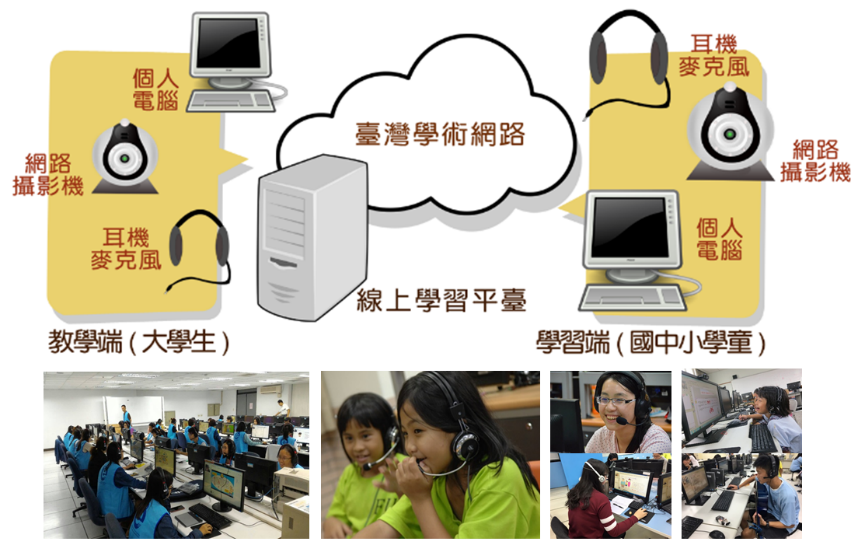 個人
電腦
網路
攝影機
耳機
麥克風
教學端 ( 大學生 )
臺灣學術網路
線上學習平臺
耳機
麥克風
網路
攝影機
個人
電腦
學習端 ( 國中小學童 )